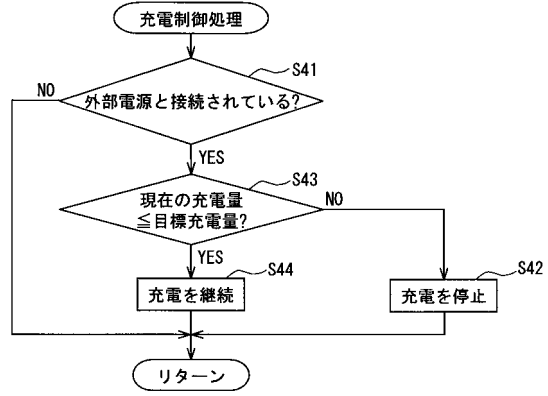 充電制御処理
S41
NO
外部電源と接続されている?
YES
S43
現在の充電量
≦目標充電量?
NO
YES
S44
充電を継続
S42
充電を停止
リターン